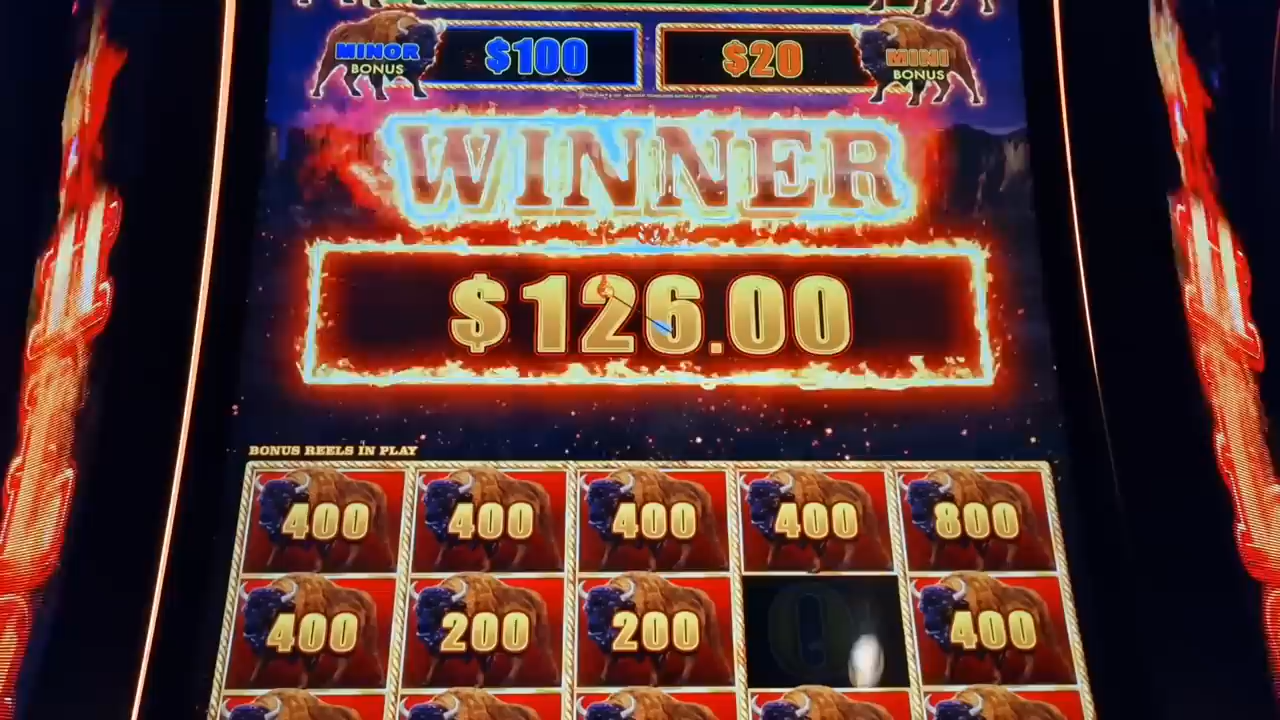 MINOR BONUS $100 $20 MINI BONUS
WINNER
$126.00
BONUS REELS IN PLAY
400 400 400 400 800
400 200 200 400